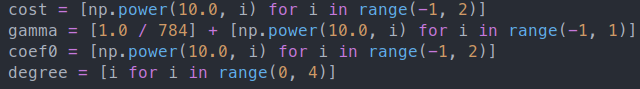 cost = [np.power(10.0, i) for i in range(-1, 2)]
gamma = [1.0 / 784] + [np.power(10.0, i) for i in range(-1, 1)]
coef0 = [np.power(10.0, i) for i in range(-1, 2)]
degree = [i for i in range(0, 4)]